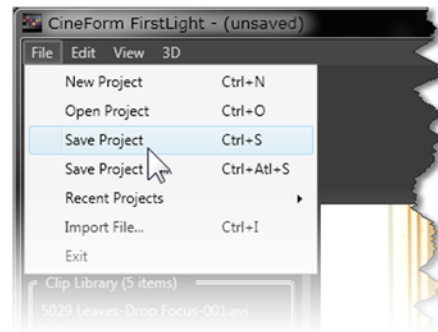 CineForm FirstLight - (unsaved)
File Edit View 3D
New Project Ctrl+N
Open Project Ctrl+O
Save Project Ctrl+S
Save Project Ctrl+Atl+S
Recent Projects
Import File... Ctrl+I
Exit
Clip Library (5 items)
5029 Leaves-Drop Focus-001.avi